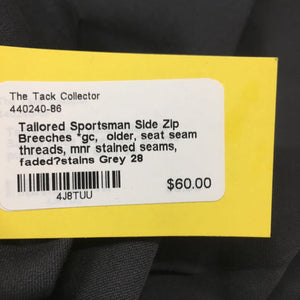 The Tack Collector
440240-86
Tailored Sportsman Side Zip
Breeches *gc, older, seat seam
threads, mnr stained seams,
faded?stains Grey 28
$60.00
4J8TUU